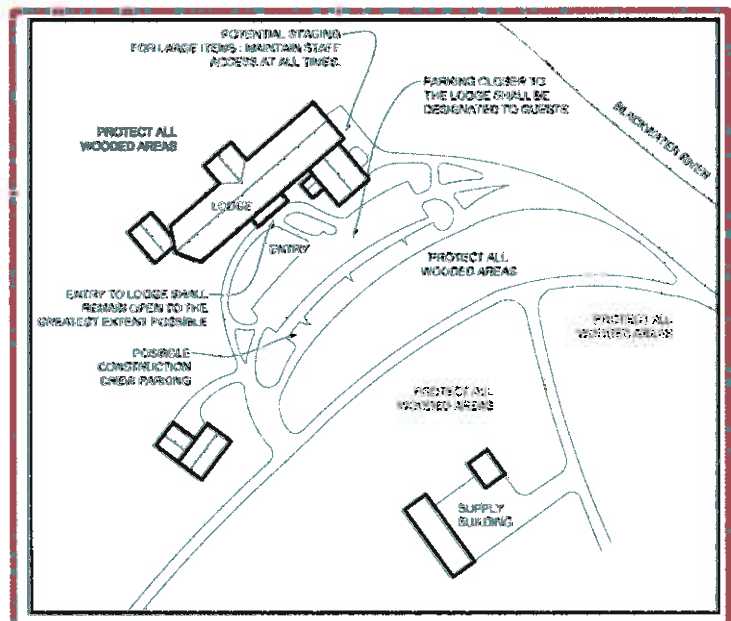 POTENTIAL STAGING
FOR LARGE ITEMS : MAINTAIN STAFF
ACCESS AT ALL TIMES.
PARKING CLOSER TO
THE LODGE SHALL BE
DESIGNATED TO GUESTS
BLACKWATER RIVER
PROTECT ALL
WOODED AREAS
LODGE
ENTRY
PROTECT ALL
WOODED AREAS
ENTRY TO LODGE SHALL
REMAIN OPEN TO THE
GREATEST EXTENT POSSIBLE
PROTECT ALL
WOODED AREAS
POSSIBLE
CONSTRUCTION
CREW PARKING
PROTECT ALL
WOODED AREAS
SUPPLY
BUILDING